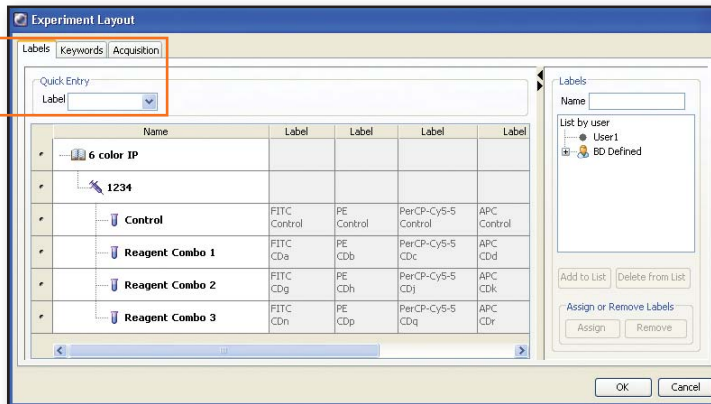 Experiment Layout
Labels Keywords Acquisition
Quick Entry
Label
Name Label Label Label Label
6 color IP
1234
Control FITC Control PE Control PerCP-Cy5-5 Control APC Control
Reagent Combo 1 FITC CDa PE CDb PerCP-Cy5-5 CDc APC CDd
Reagent Combo 2 FITC CDg PE CDh PerCP-Cy5-5 CDj APC CDk
Reagent Combo 3 FITC CDn PE CDp PerCP-Cy5-5 CDq APC CDr
Labels
Name
List by user
User1
BD Defined
Add to List Delete from List
Assign or Remove Labels
Assign Remove
OK Cancel